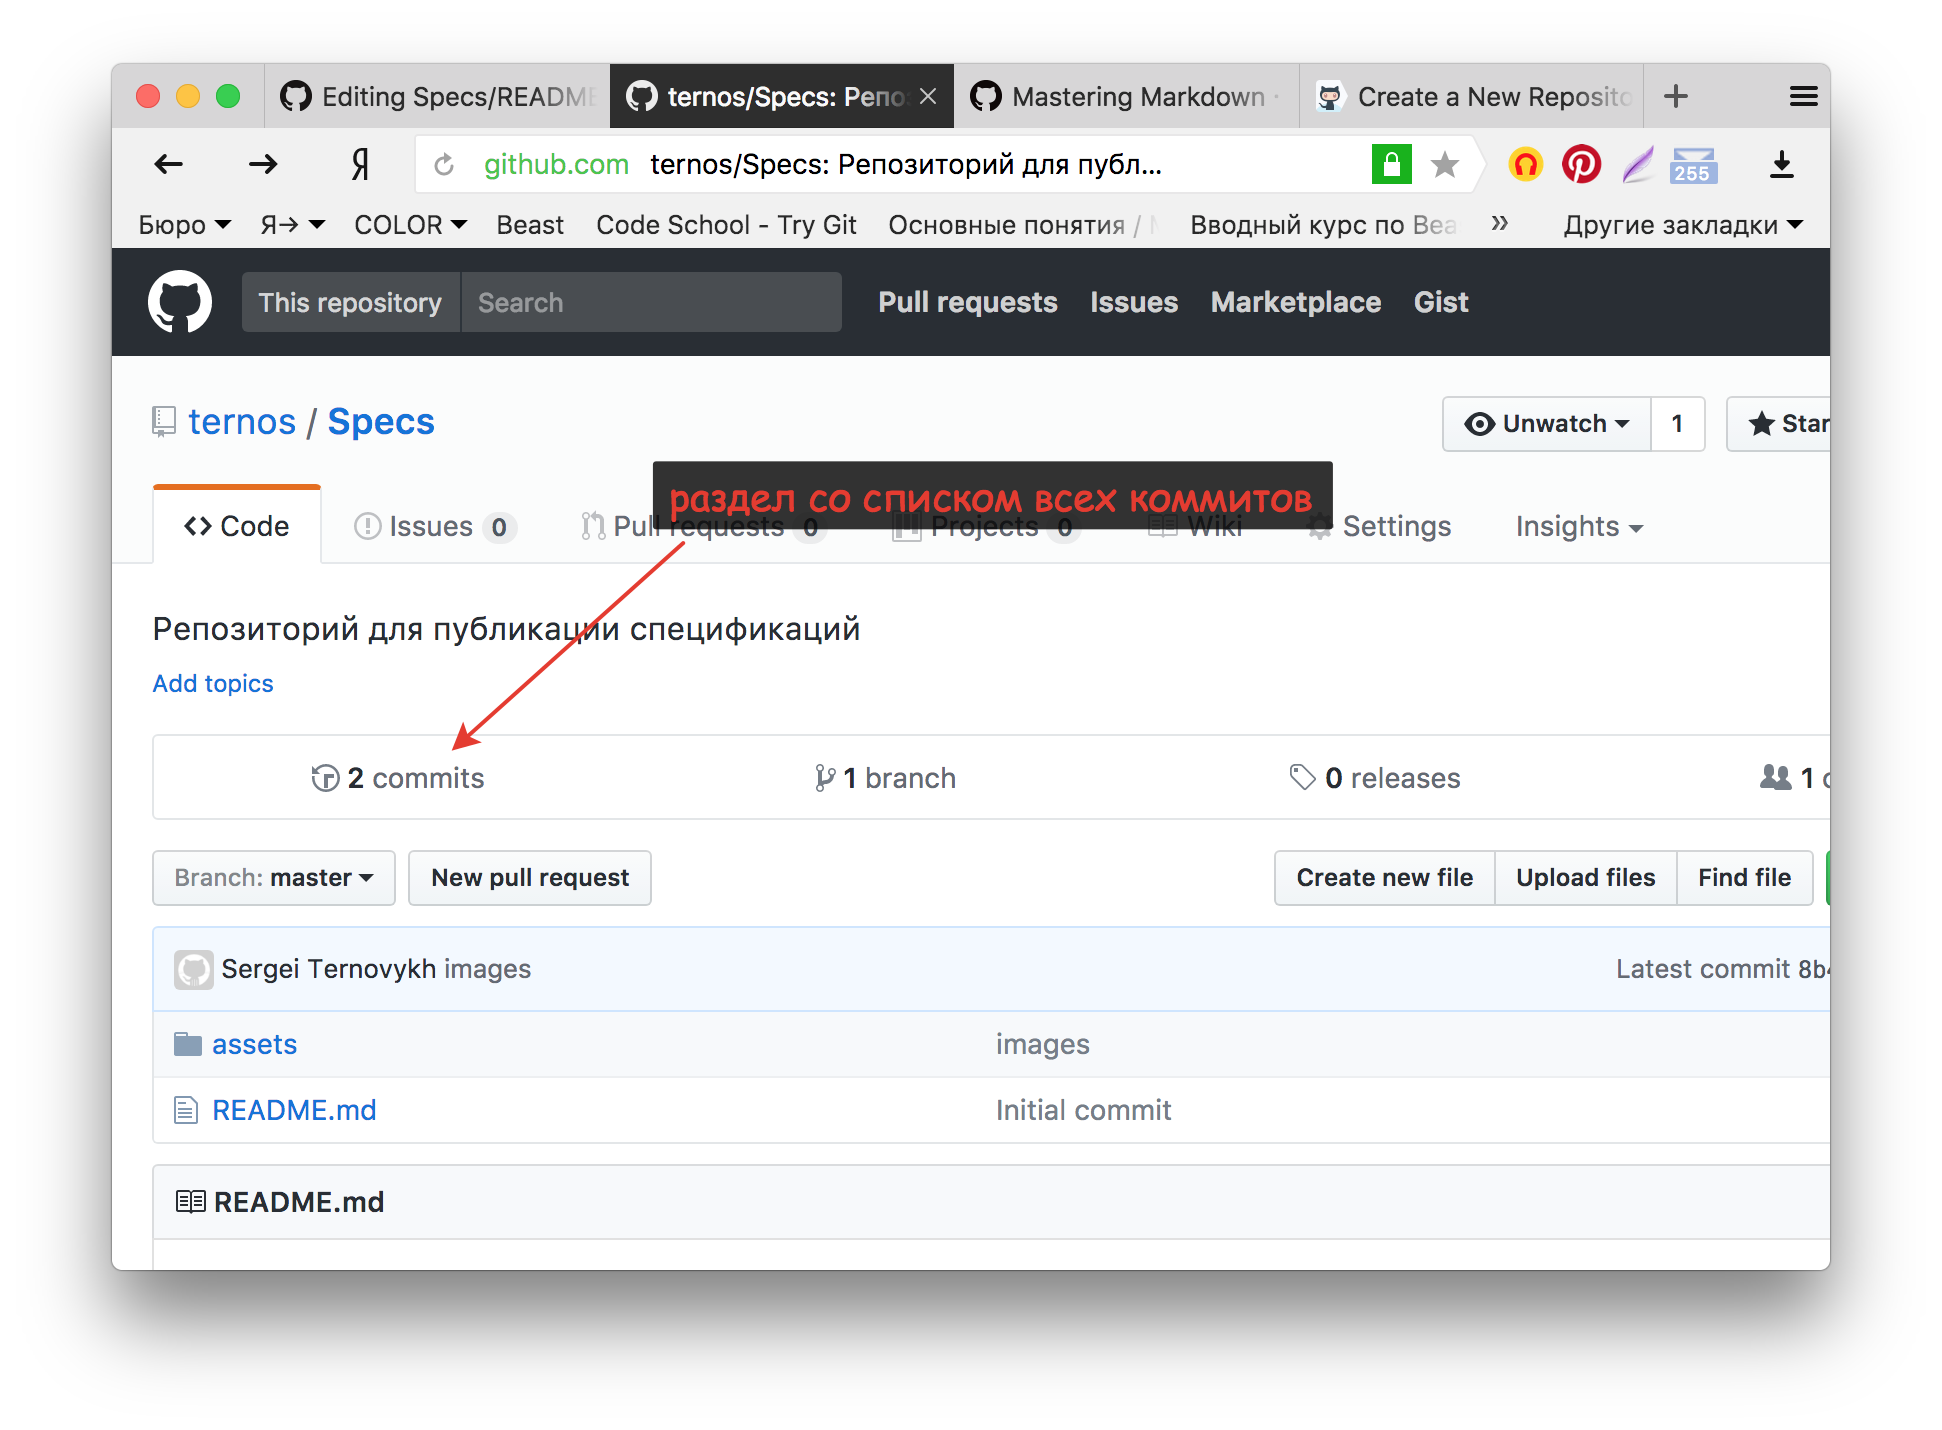 Editing Specs/README
ternos/Specs: Репо
Mastering Markdown ·
Create a New Reposito
Я
github.com ternos/Specs: Репозиторий для публ...
255
Бюро Я→ COLOR Beast Code School - Try Git Основные понятия / Вводный курс по Bea » Другие закладки
This repository Search Pull requests Issues Marketplace Gist
ternos / Specs
Unwatch 1 Star
раздел со списком всех коммитов
Code Issues 0 Pull requests 0 Projects 0 Wiki Settings Insights
Репозиторий для публикации спецификаций
Add topics
2 commits 1 branch 0 releases 1
Branch: master New pull request Create new file Upload files Find file
Sergei Ternovykh images Latest commit 8b4
assets images
README.md Initial commit
README.md